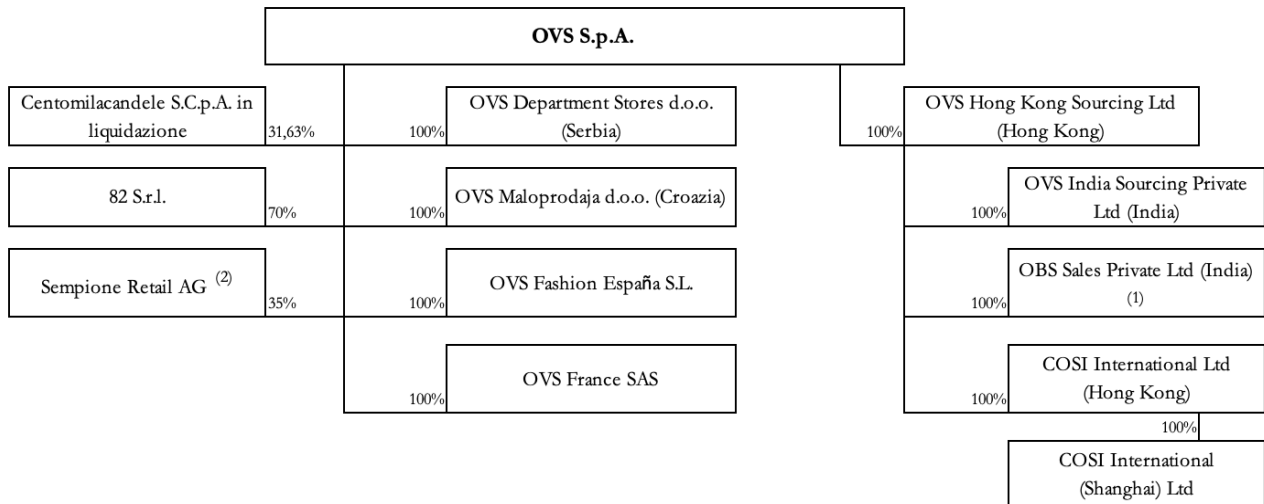 OVS S.p.A.
Centomilacandele S.C.p.A. in
liquidazione
31,63%
100%
OVS Department Stores d.o.o.
(Serbia)
100%
OVS Hong Kong Sourcing Ltd
(Hong Kong)
82 S.r.l.
70%
100%
OVS Maloprodaja d.o.o. (Croazia)
100%
OVS India Sourcing Private
Ltd (India)
Sempione Retail AG (2)
35%
100%
OVS Fashion España S.L.
100%
OBS Sales Private Ltd (India)
(1)
100%
OVS France SAS
100%
COSI International Ltd
(Hong Kong)
100%
COSI International
(Shanghai) Ltd